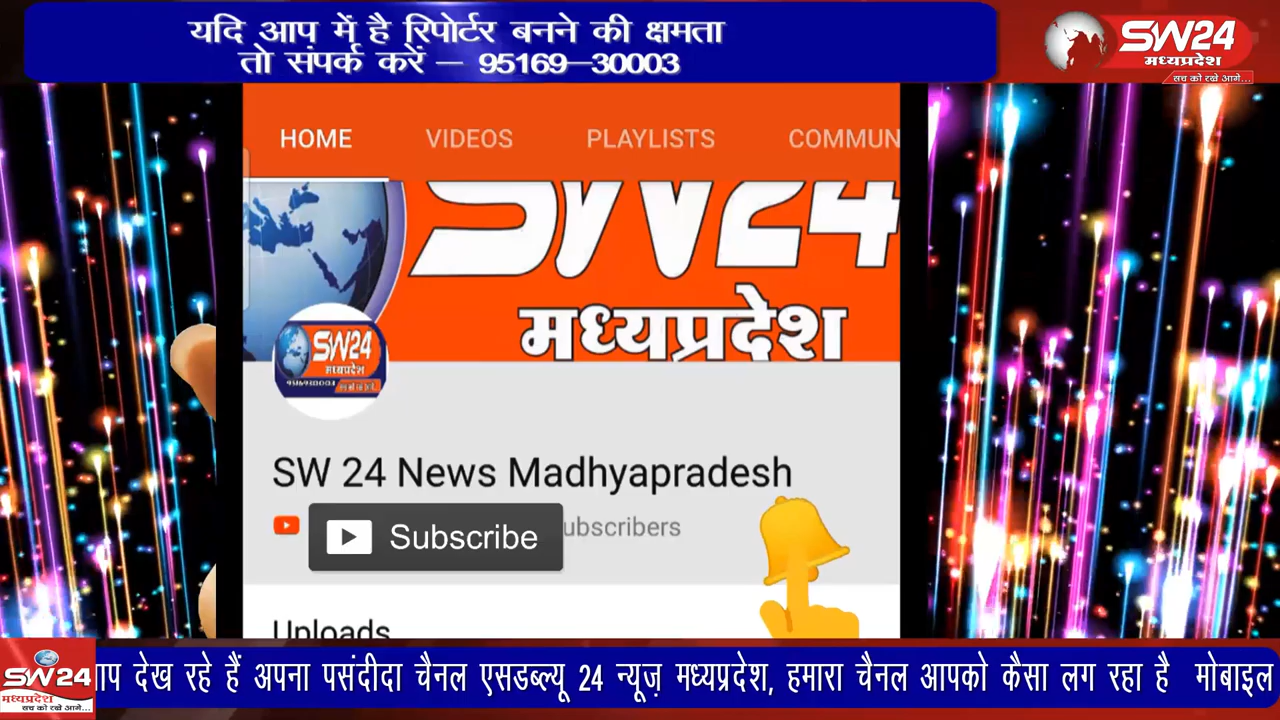 यदि आप में है रिपोर्टर बनने की क्षमता
तो संपर्क करें – 95169–30003
SW24
मध्यप्रदेश
सच को रखे आगे...
HOME VIDEOS PLAYLISTS COMMUN
SW24
मध्यप्रदेश
SW24
मध्यप्रदेश
SW 24 News Madhyapradesh
Subscribe ubscribers
Uploads
SW24
मध्यप्रदेश
सच को रखे आगे...
ाप देख रहे हैं अपना पसंदीदा चैनल एसडब्ल्यू 24 न्यूज़ मध्यप्रदेश, हमारा चैनल आपको कैसा लग रहा है मोबाइल